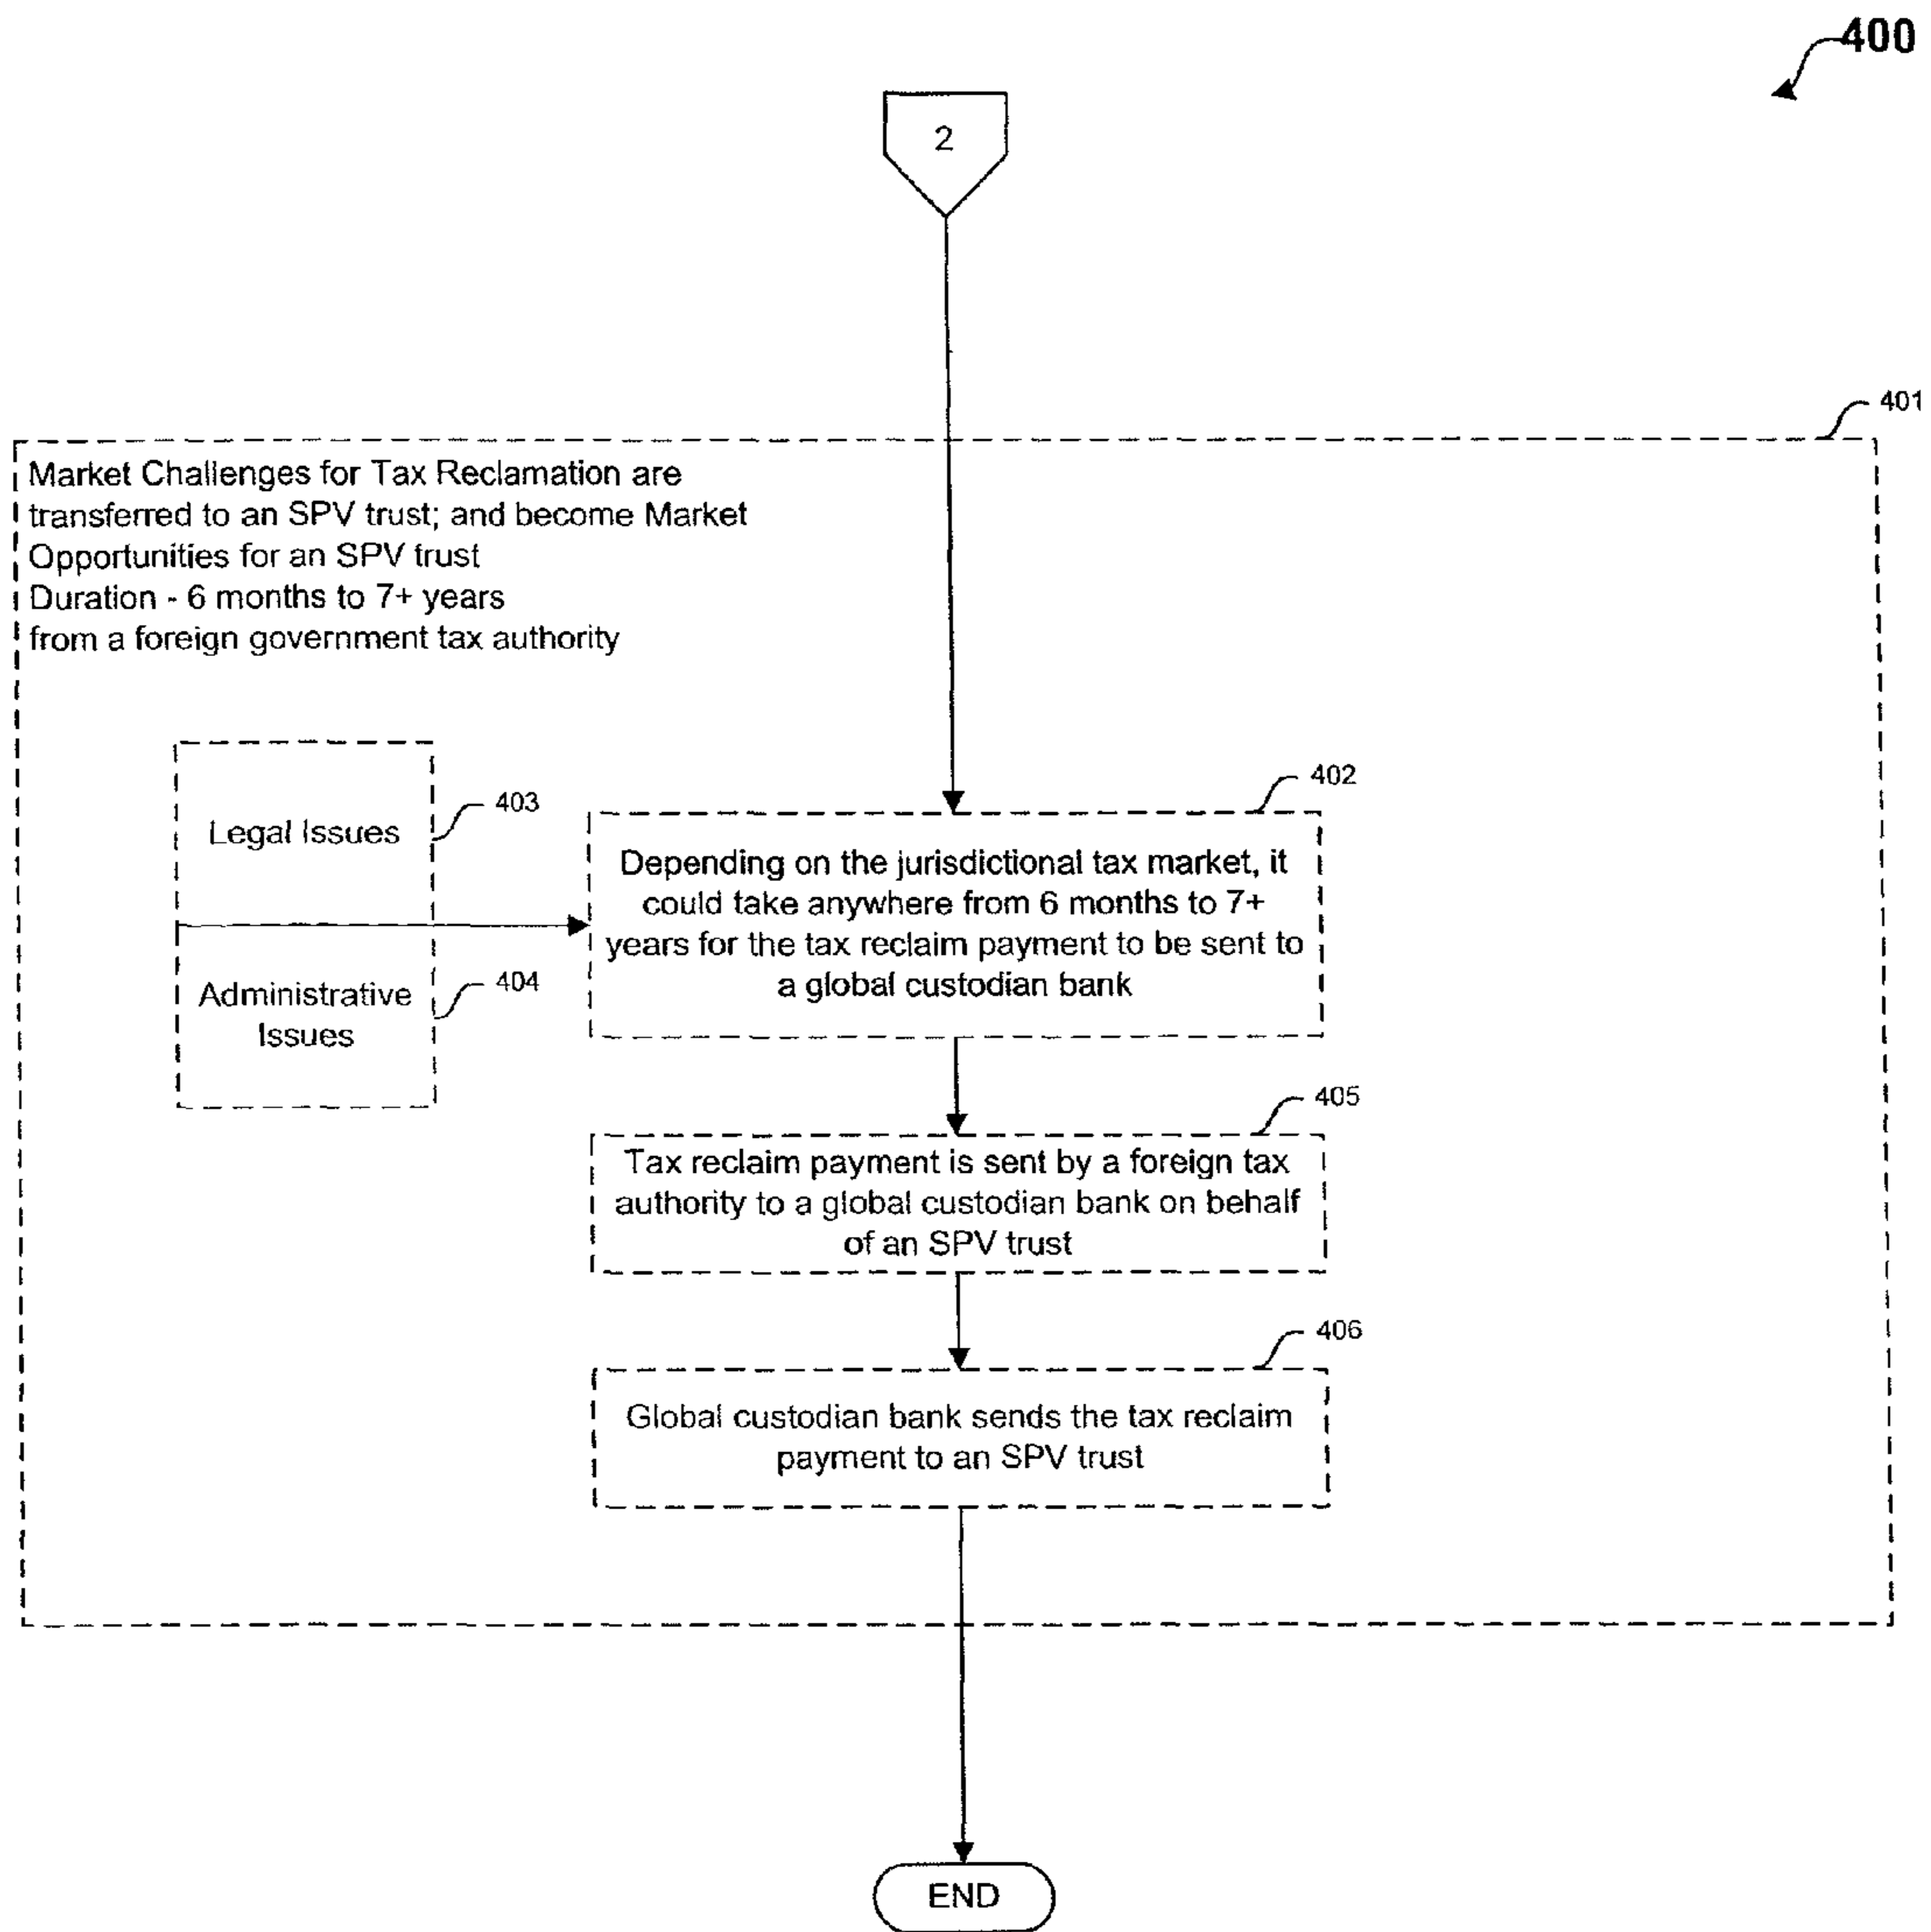 400
2
401
Market Challenges for Tax Reclamation are
transferred to an SPV trust; and become Market
Opportunities for an SPV trust
Duration - 6 months to 7+ years
from a foreign government tax authority
402
403
Legal Issues
Depending on the jurisdictional tax market, it
could take anywhere from 6 months to 7+
years for the tax reclaim payment to be sent to
a global custodian bank
404
Administrative
Issues
405
Tax reclaim payment is sent by a foreign tax
authority to a global custodian bank on behalf
of an SPV trust
406
Global custodian bank sends the tax reclaim
payment to an SPV trust
END